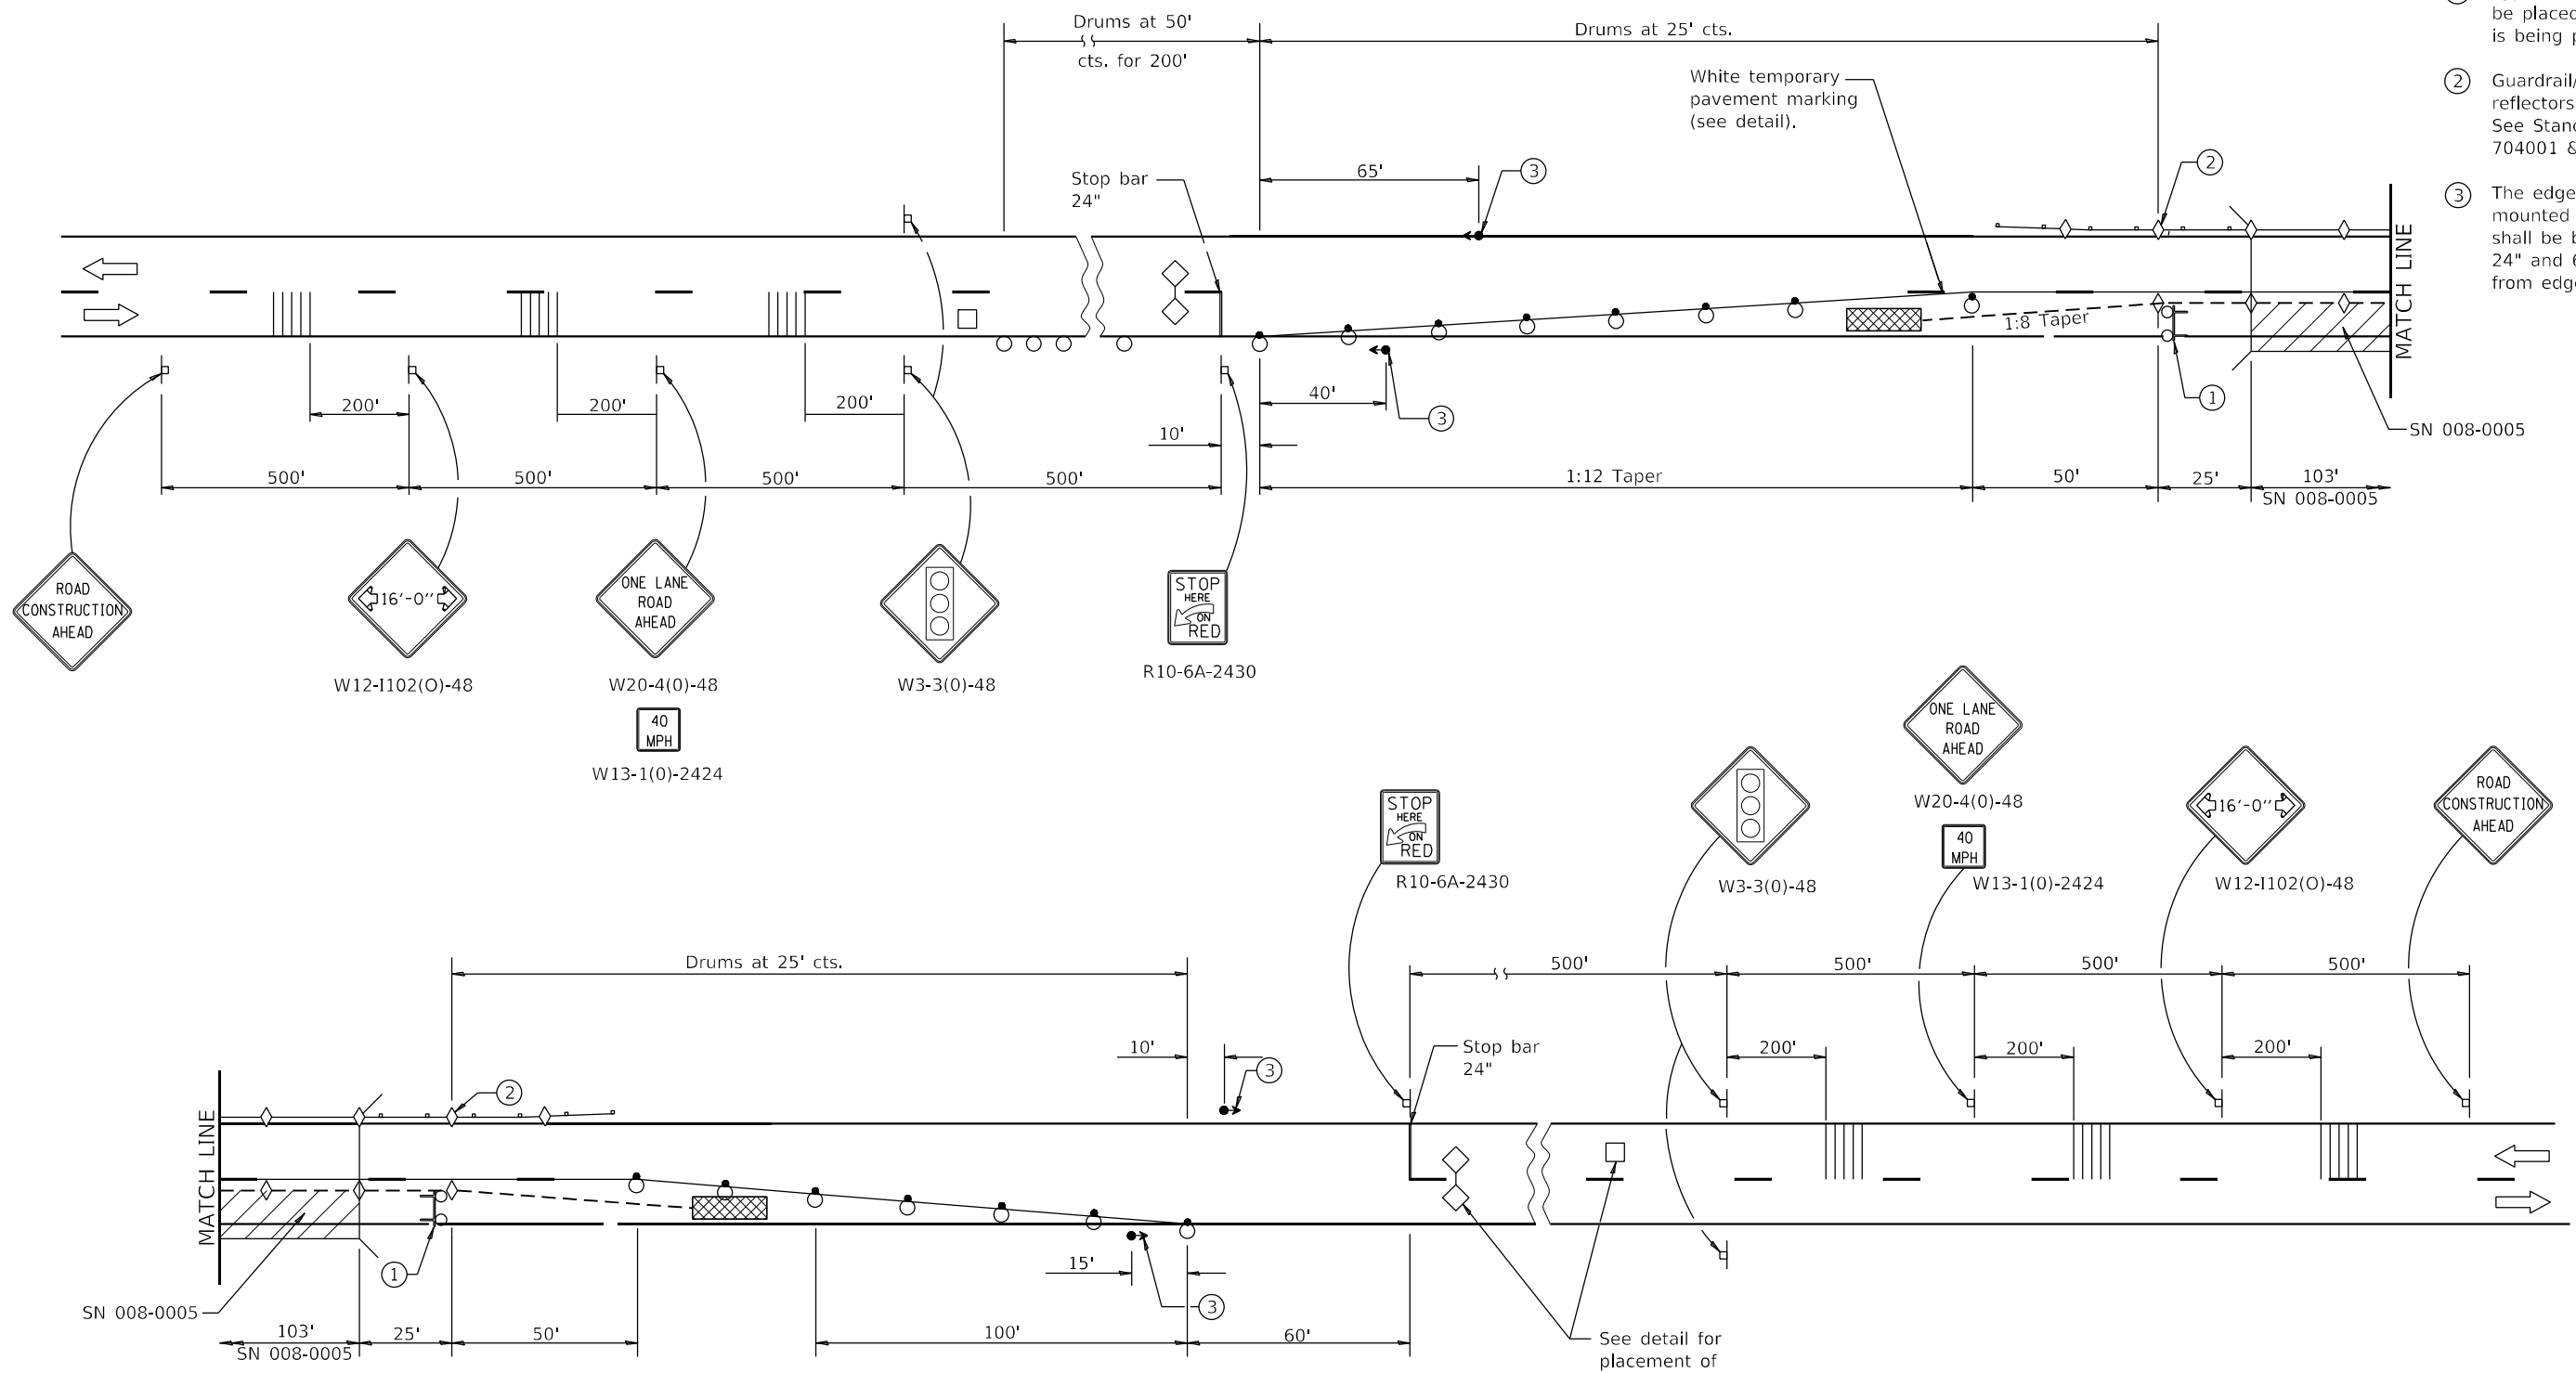 Drums at 50'
cts. for 200'
Drums at 25' cts.
White temporary
pavement marking
(see detail).
be placed
is being
2 Guardrail/
reflectors
See
704001 &
3 The edge
mounted
shall be
24" and
from
Stop bar
24"
65'
3
2
MATCH LINE
1:8 Taper
200'
200'
200'
40'
3
1
10'
SN 008-0005
500'
500'
500'
500'
1:12 Taper
50'
25'
103'
SN 008-0005
ROAD
CONSTRUCTION
AHEAD
16'-0"
W12-I102(O)-48
ONE LANE
ROAD
AHEAD
W20-4(0)-48
40
MPH
W13-1(0)-2424
W3-3(0)-48
STOP
HERE
ON
RED
R10-6A-2430
STOP
HERE
ON
RED
R10-6A-2430
W3-3(0)-48
ONE LANE
ROAD
AHEAD
W20-4(0)-48
40
MPH
W13-1(0)-2424
16'-0"
W12-I102(O)-48
ROAD
CONSTRUCTION
AHEAD
Drums at 25' cts.
500'
500'
500'
500'
10'
3
Stop bar
24"
200'
200'
200'
2
MATCH LINE
1
15'
3
SN 008-0005
103'
SN 008-0005
25'
50'
100'
60'
See detail for
placement of